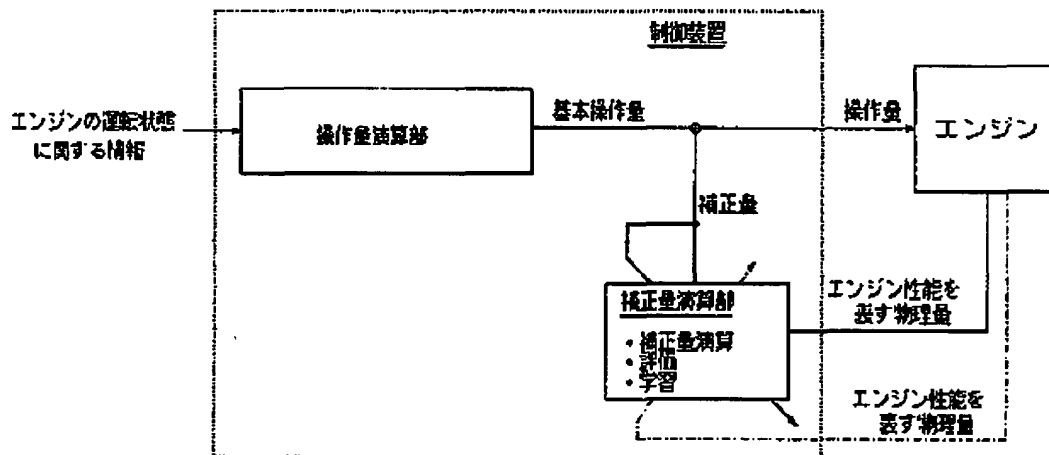 制御装置
エンジンの運転状態
に関する情報
操作量演算部
基本操作量
操作量
エンジン
補正量
補正量演算部
・補正量演算
・評価
・学習
エンジン性能を
表す物理量
エンジン性能を
表す物理量